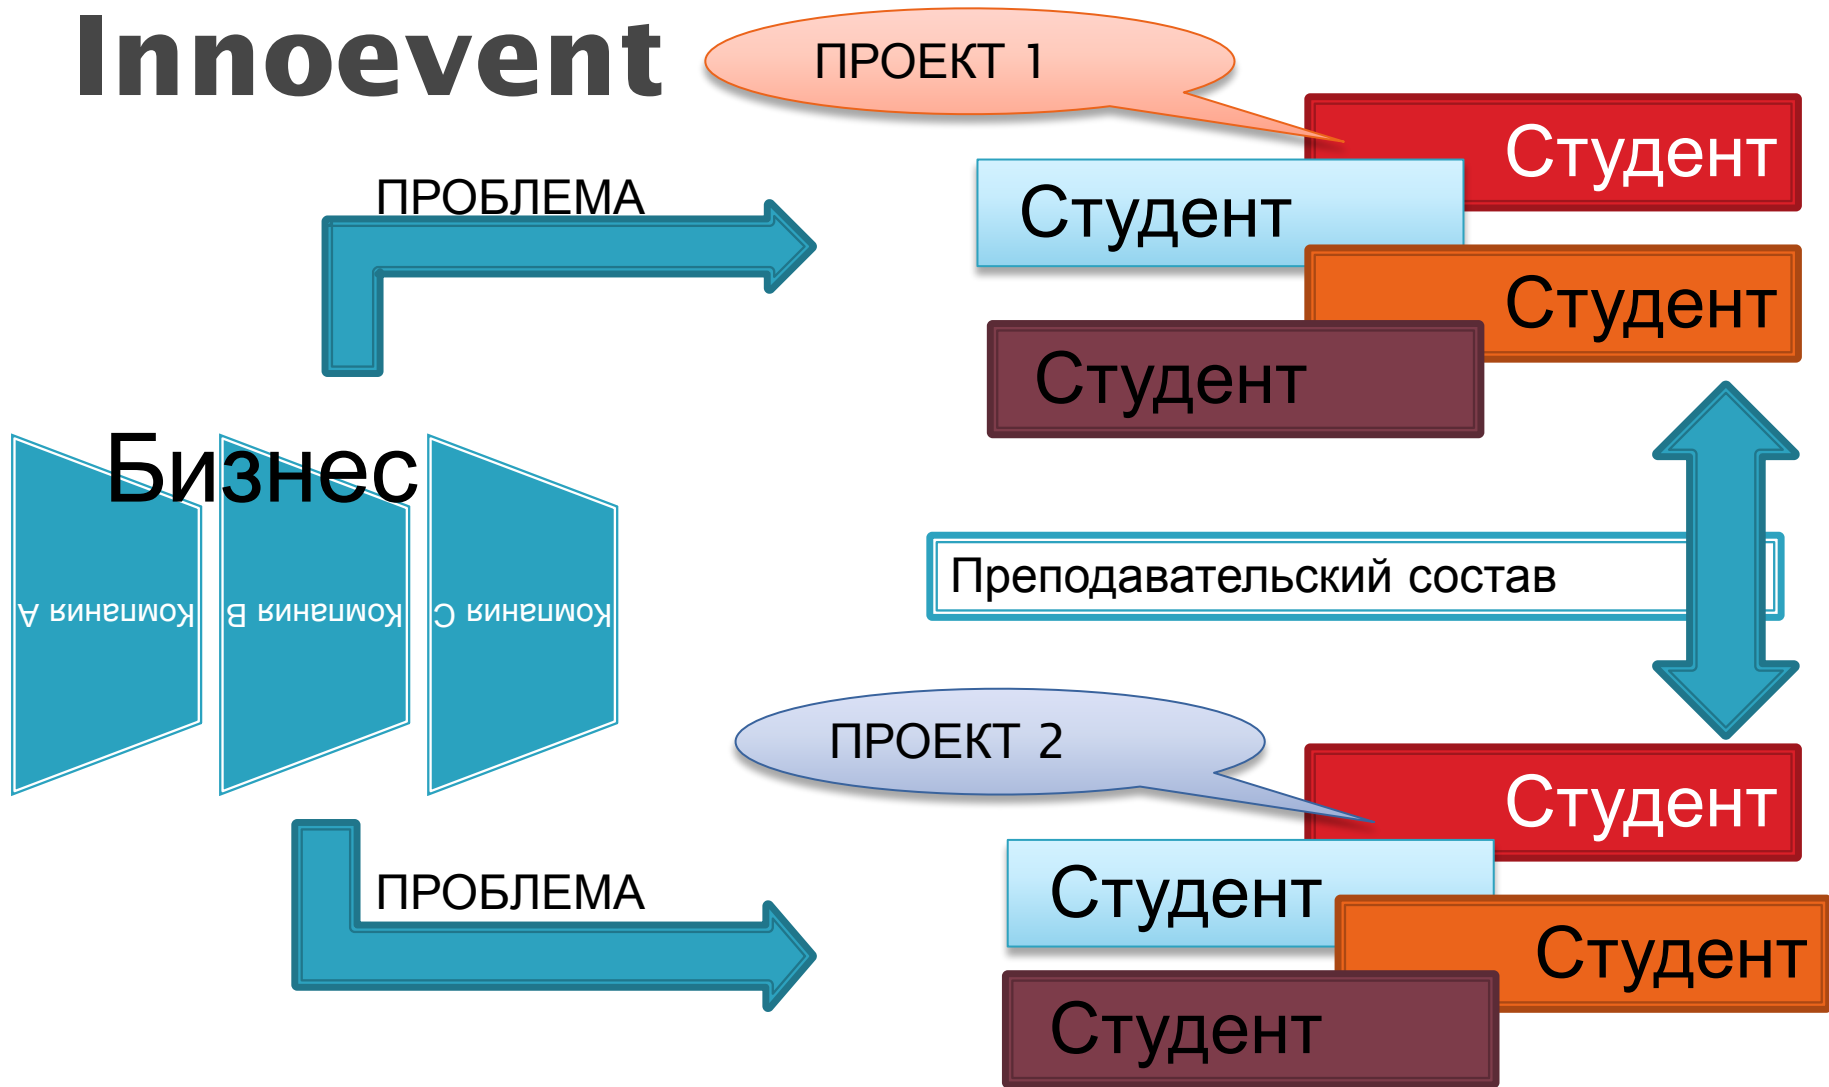 Innoevent
ПРОЕКТ 1
Студент
ПРОБЛЕМА
Студент
Студент
Студент
Бизнес
Компания A
Компания B
Компания C
Преподавательский состав
ПРОЕКТ 2
Студент
ПРОБЛЕМА
Студент
Студент
Студент